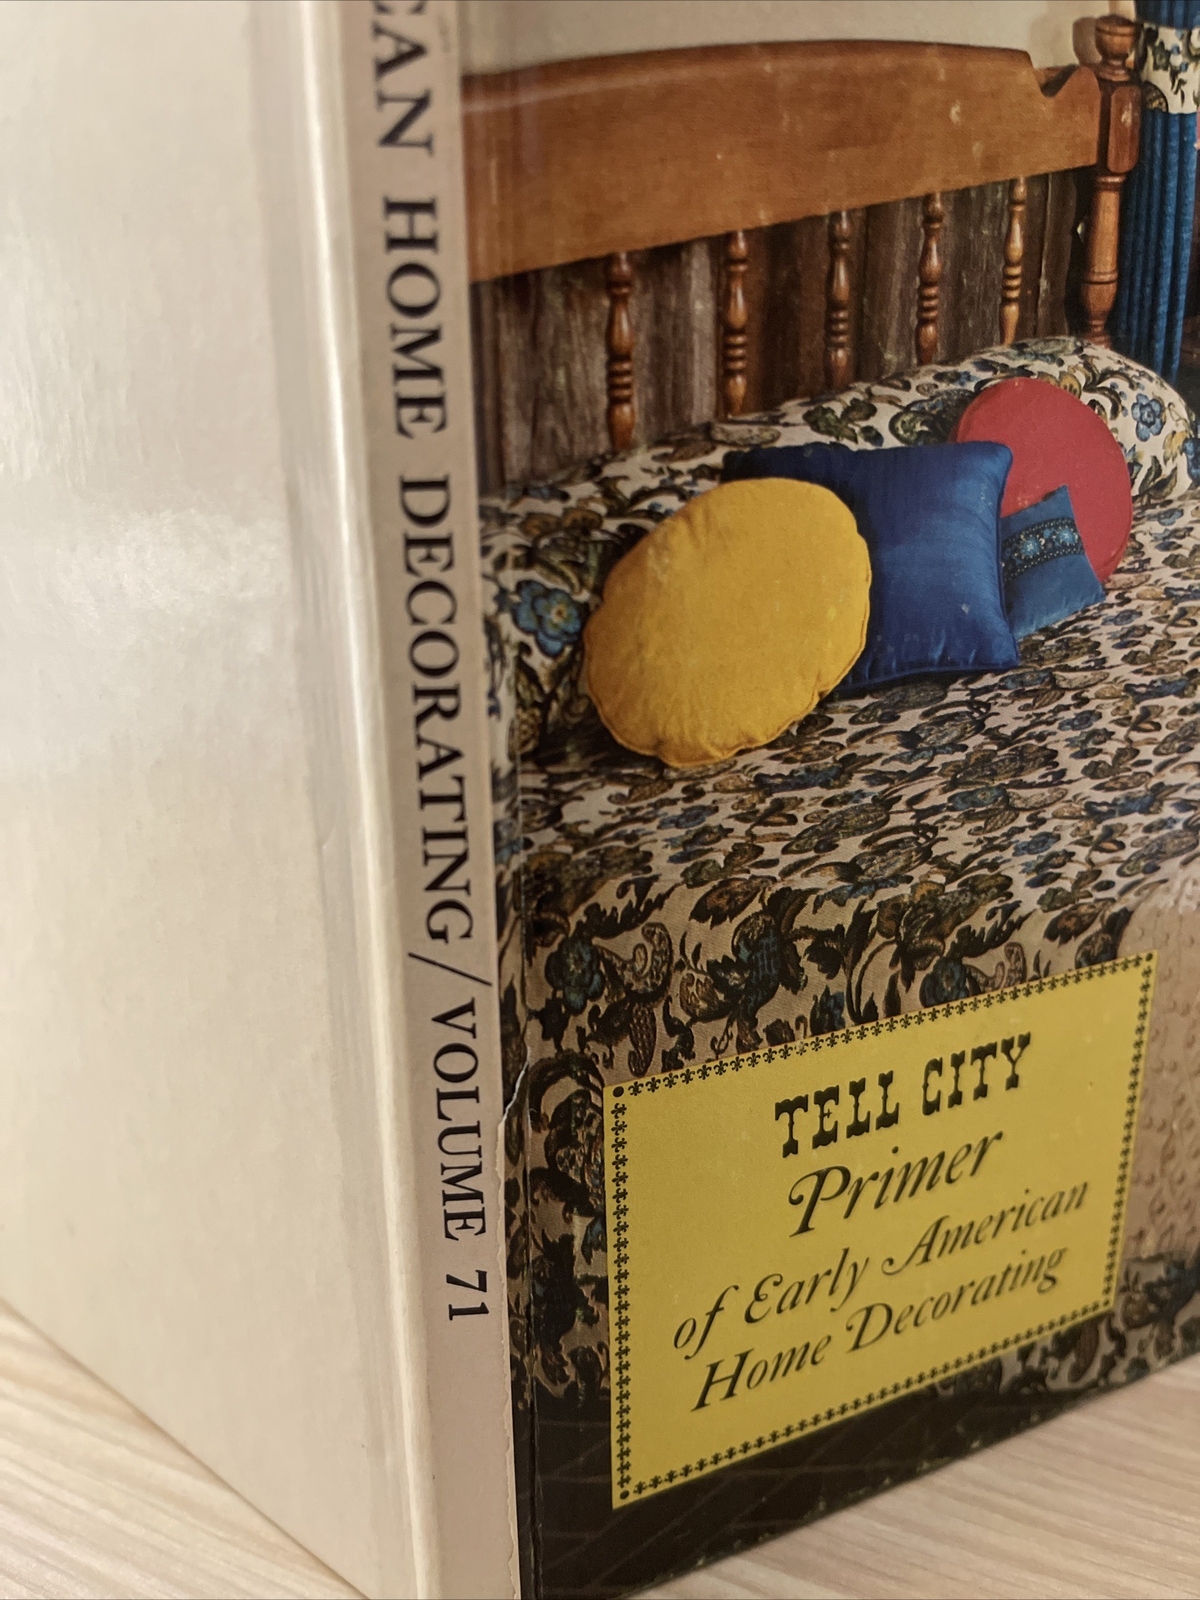 CAN HOME DECORATING/VOLUME 71
TELL CITY
Primer
of Early American
Home Decorating